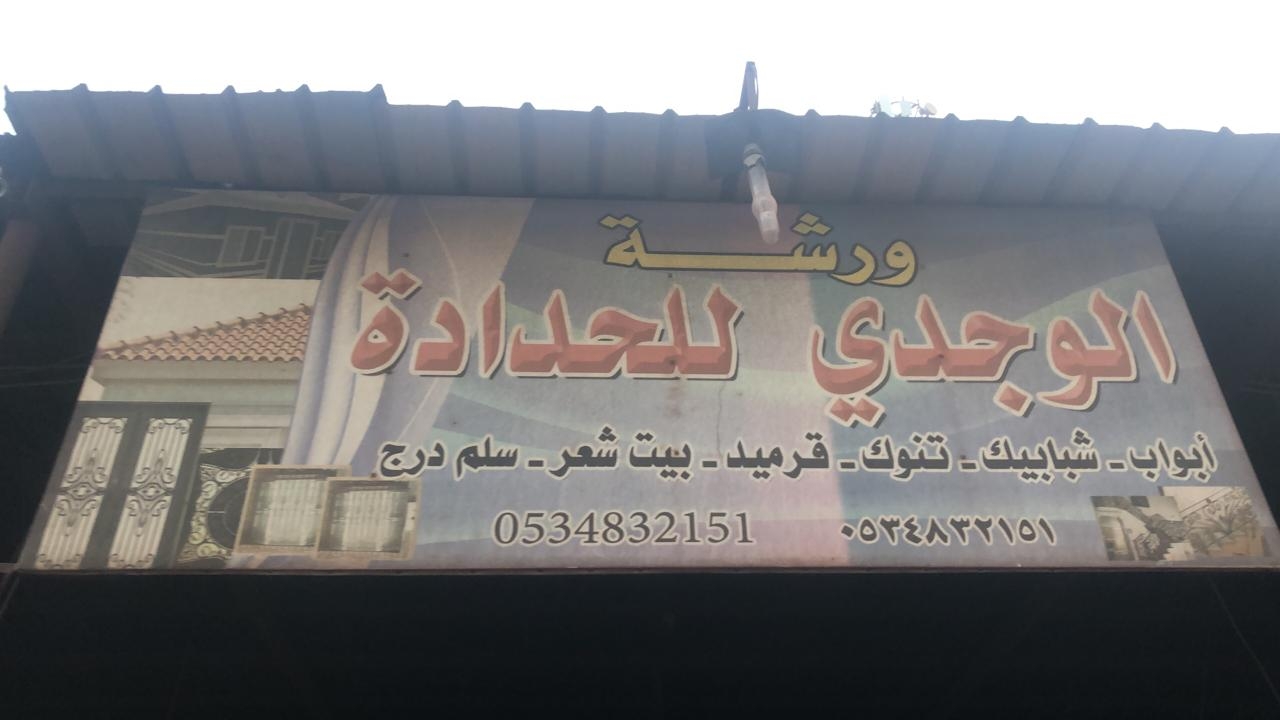 ورشة
الوجدي للحدادة
أبواب - شبابيك - تنوك - قرميد - بيت شعر - سلم درج
0534832151 ٠٥٣٤٨٣٢١٥١